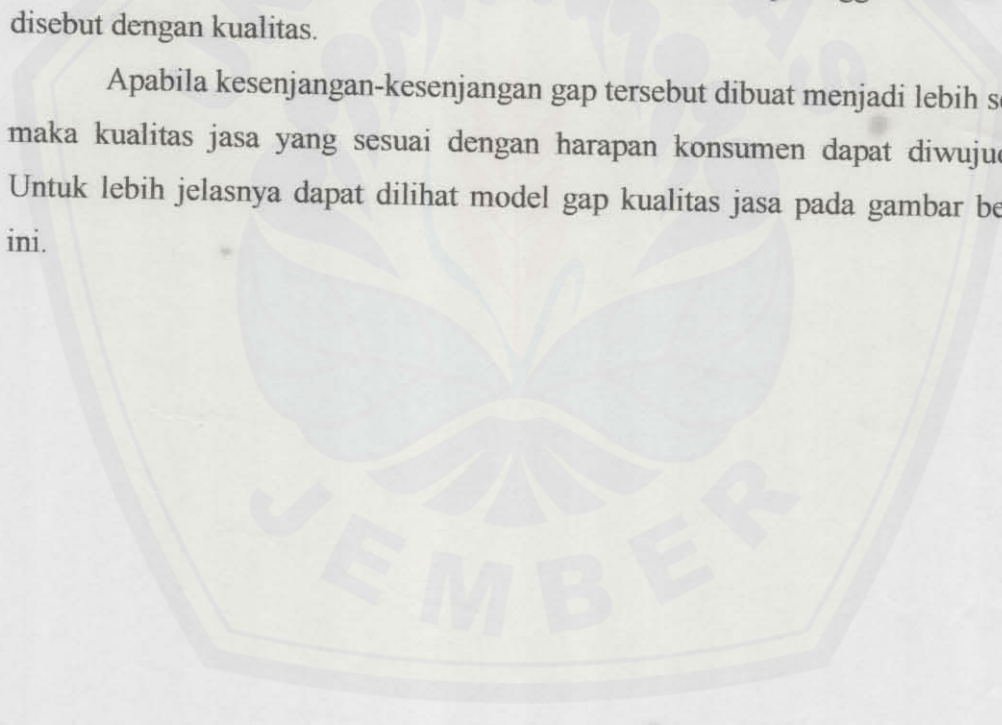 disebut dengan kualitas.
Apabila kesenjangan-kesenjangan gap tersebut dibuat menjadi lebih
maka kualitas jasa yang sesuai dengan harapan konsumen dapat
Untuk lebih jelasnya dapat dilihat model gap kualitas jasa pada gambar
ini.
JEMBER